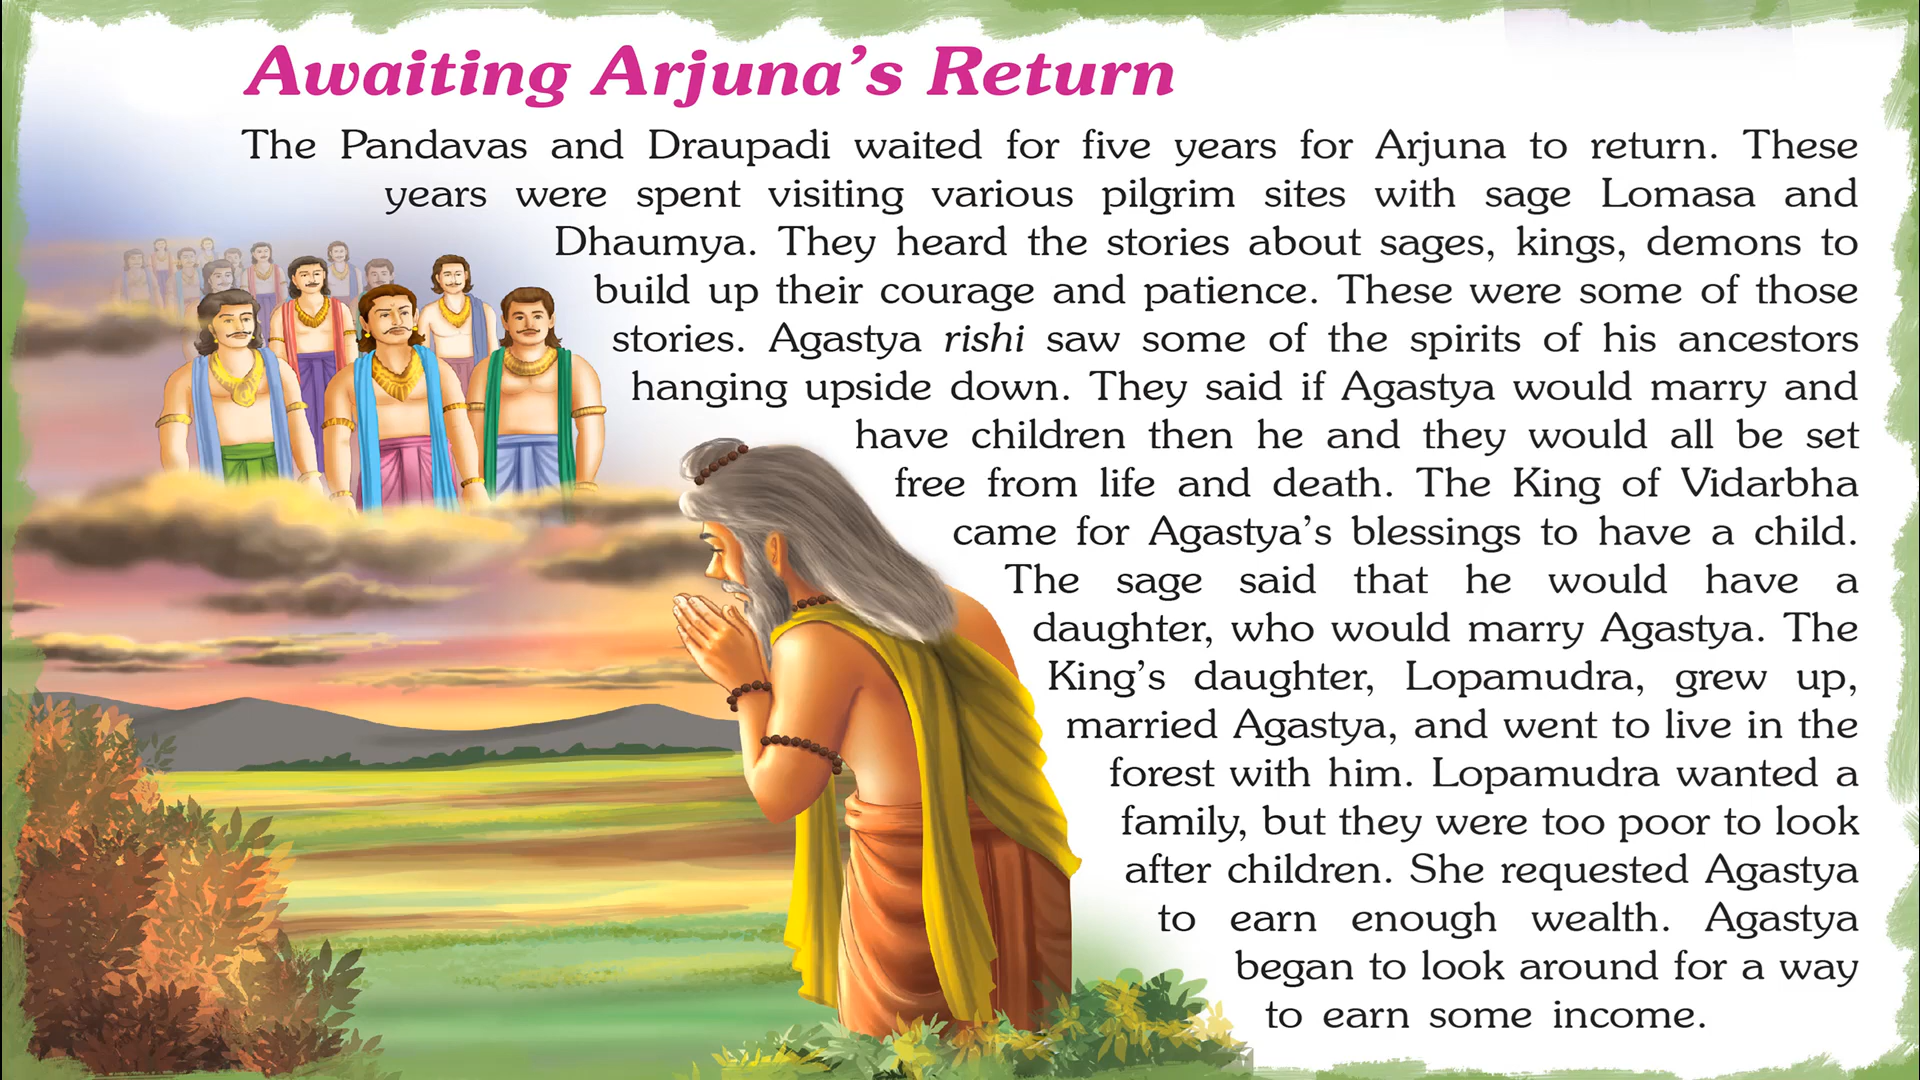 Awaiting Arjuna’s Return
The Pandavas and Draupadi waited for five years for Arjuna to return. These
years were spent visiting various pilgrim sites with sage Lomasa and
Dhaumya. They heard the stories about sages, kings, demons to
build up their courage and patience. These were some of those
stories. Agastya rishi saw some of the spirits of his ancestors
hanging upside down. They said if Agastya would marry and
have children then he and they would all be set
free from life and death. The King of Vidarbha
came for Agastya’s blessings to have a child.
The sage said that he would have a
daughter, who would marry Agastya. The
King’s daughter, Lopamudra, grew up,
married Agastya, and went to live in the
forest with him. Lopamudra wanted a
family, but they were too poor to look
after children. She requested Agastya
to earn enough wealth. Agastya
began to look around for a way
to earn some income.